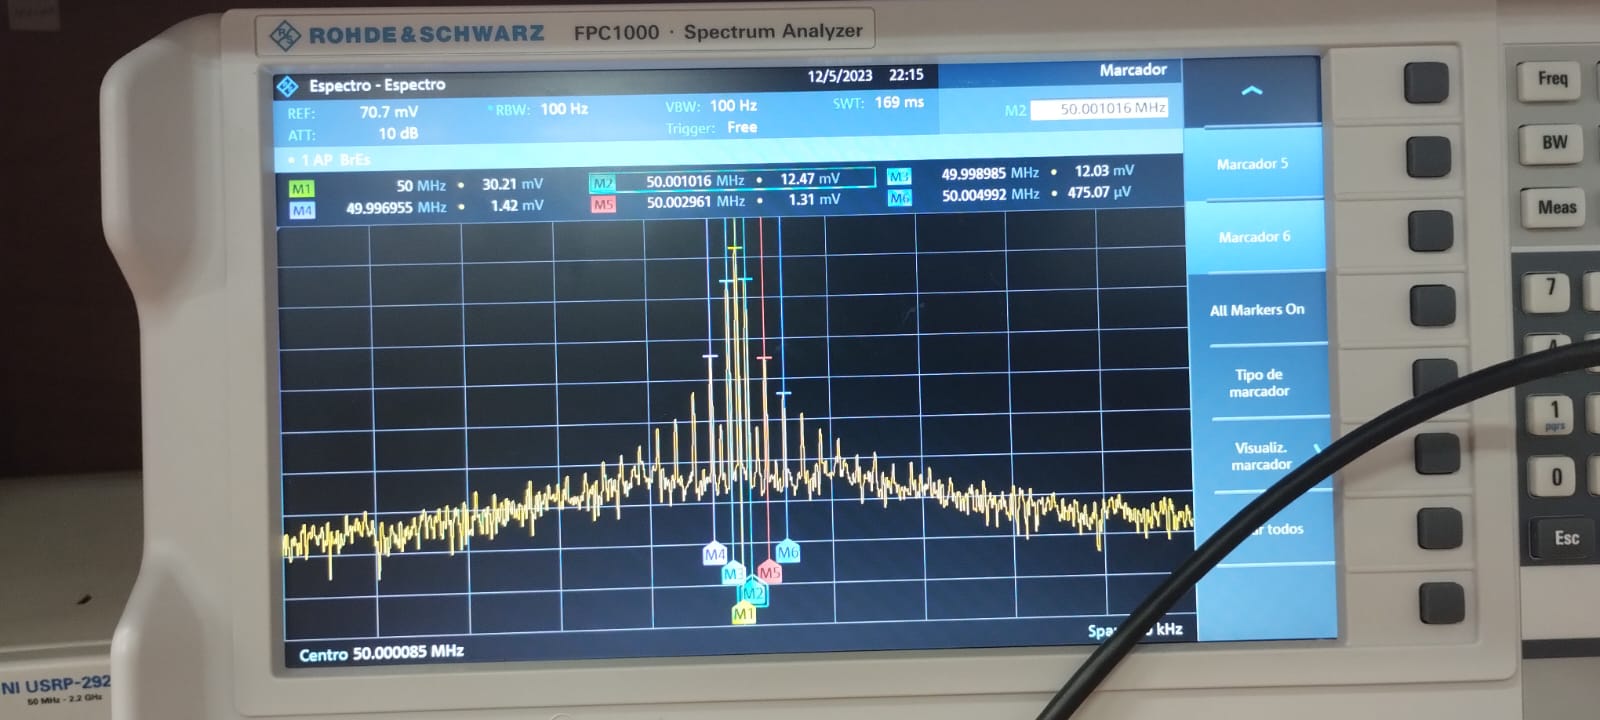 ROHDE&SCHWARZ FPC1000 · Spectrum Analyzer
Espectro - Espectro 12/5/2023 22:15 Marcador
REF: 70.7 mV *RBW: 100 Hz VBW: 100 Hz SWT: 169 ms M2 50.001016 MHz
ATT: 10 dB Trigger: Free
• 1 AP BrEs
M1 50 MHz • 30.21 mV M2 50.001016 MHz • 12.47 mV M3 49.998985 MHz • 12.03 mV
M4 49.996955 MHz • 1.42 mV M5 50.002961 MHz • 1.31 mV M6 50.004992 MHz • 475.07 µV
M4 M6
M3 M5
M2
M1
Centro 50.000085 MHz kHz
Marcador 5
Marcador 6
All Markers On
Tipo de
marcador
Visualiz.
marcador
todos
Freq
BW
Meas
7
1
pqrs
0
Esc
NI USRP-292
50 MHz - 2.2 GHz